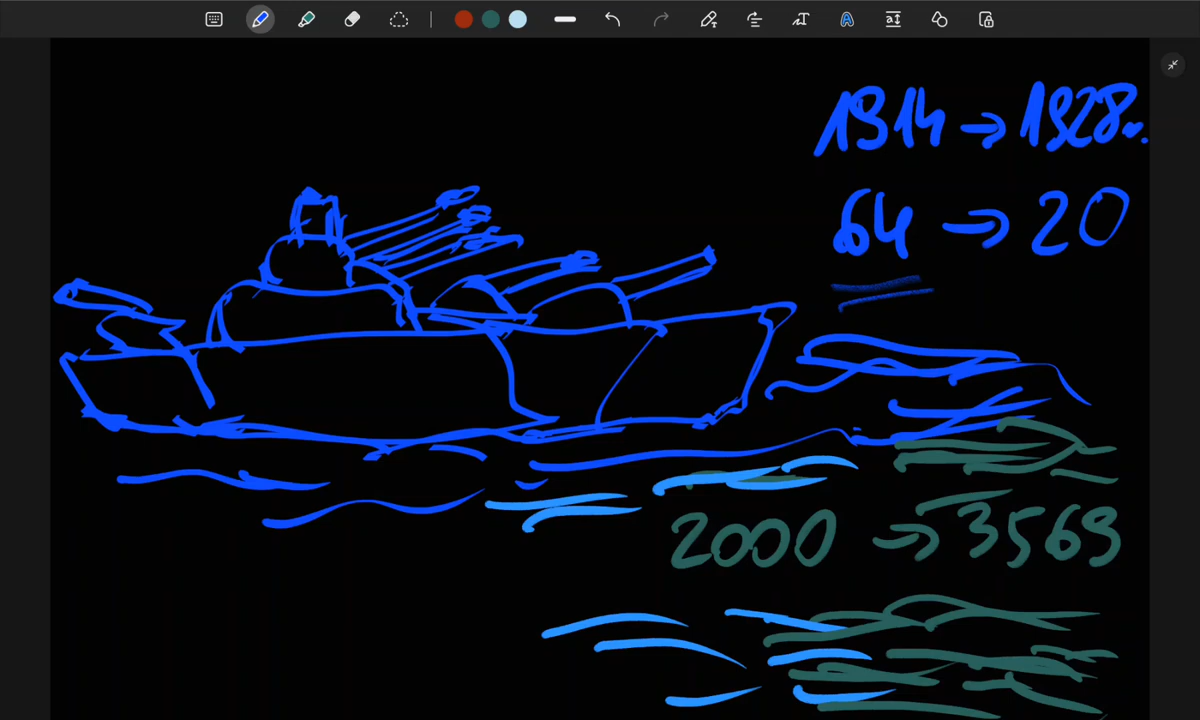 1914 → 1928..
64 → 20
2000 → 3569